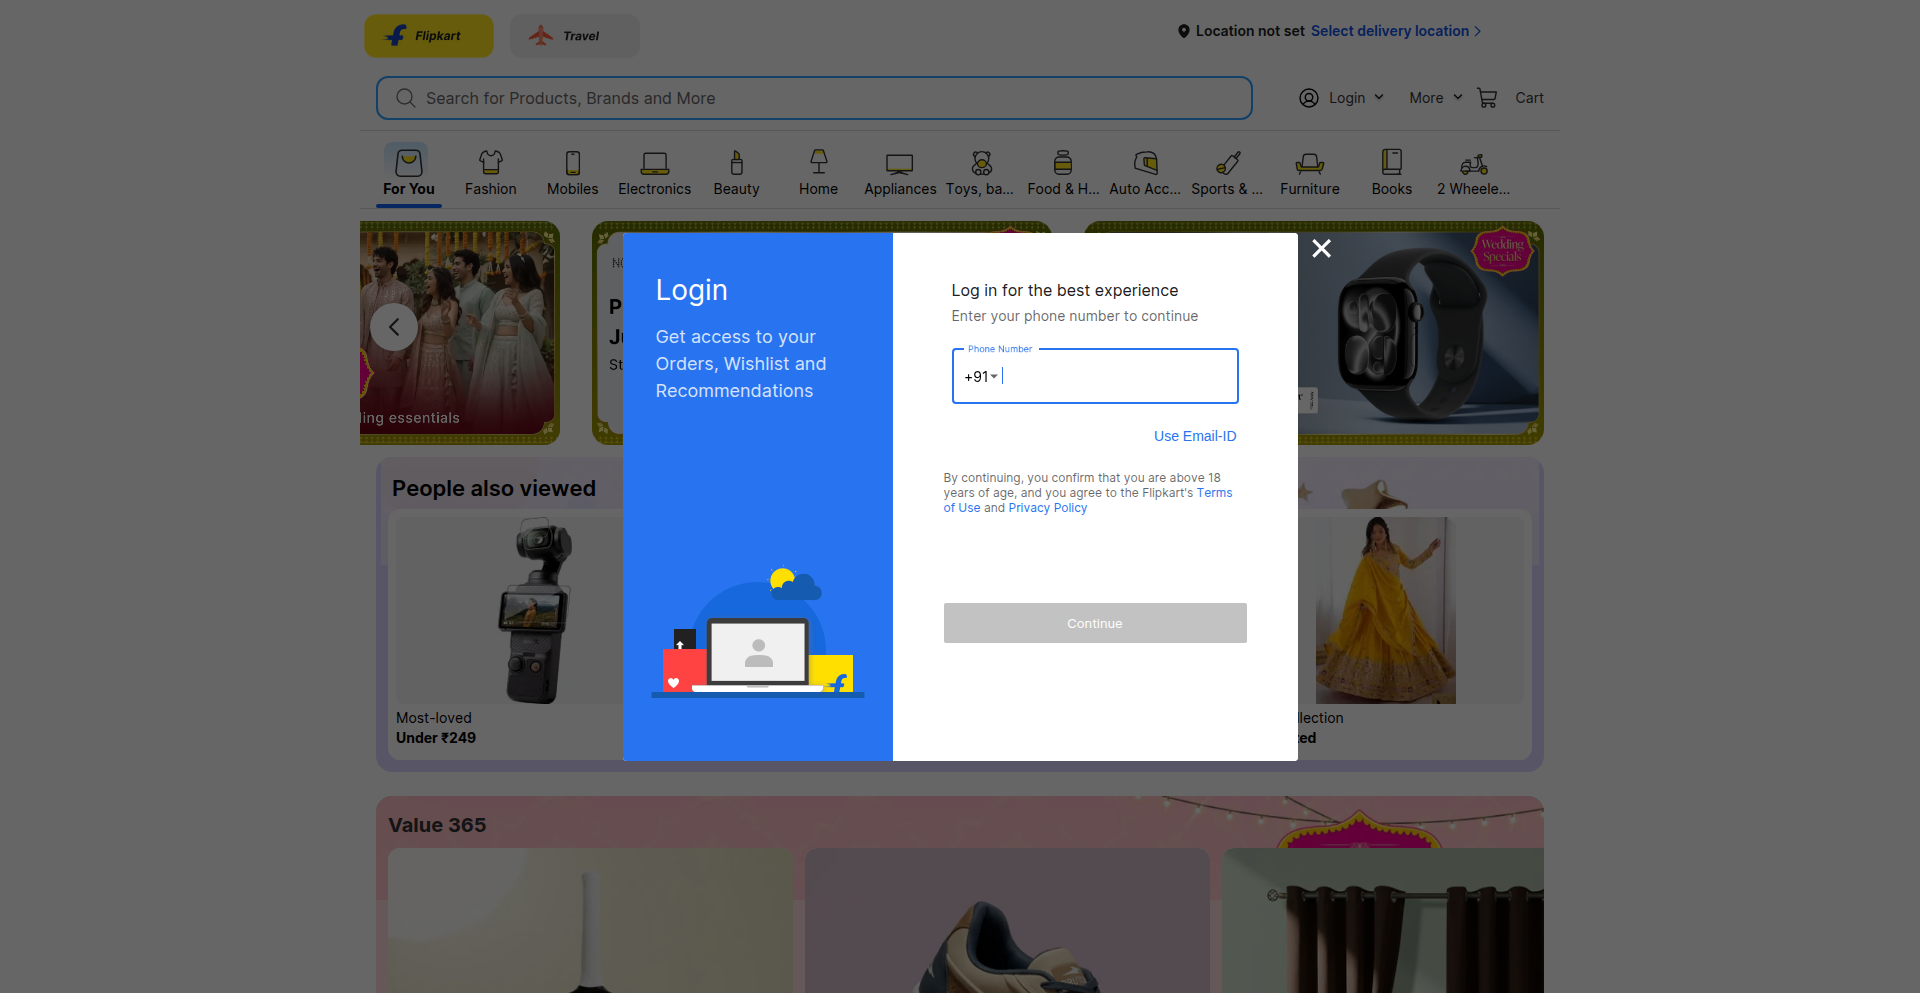 Flipkart
Travel
Location not set Select delivery location
Search for Products, Brands and More
Login
More
Cart
For You
Fashion
Mobiles
Electronics
Beauty
Home
Appliances
Toys, ba...
Food & H...
Auto Acc...
Sports & ...
Furniture
Books
2 Wheele...
ling essentials
Wedding
Specials
Login
Get access to your
Orders, Wishlist and
Recommendations
Log in for the best experience
Enter your phone number to continue
Phone Number
+91
Use Email-ID
By continuing, you confirm that you are above 18
years of age, and you agree to the Flipkart's Terms
of Use and Privacy Policy
Continue
People also viewed
Most-loved
Under ₹249
llection
Value 365